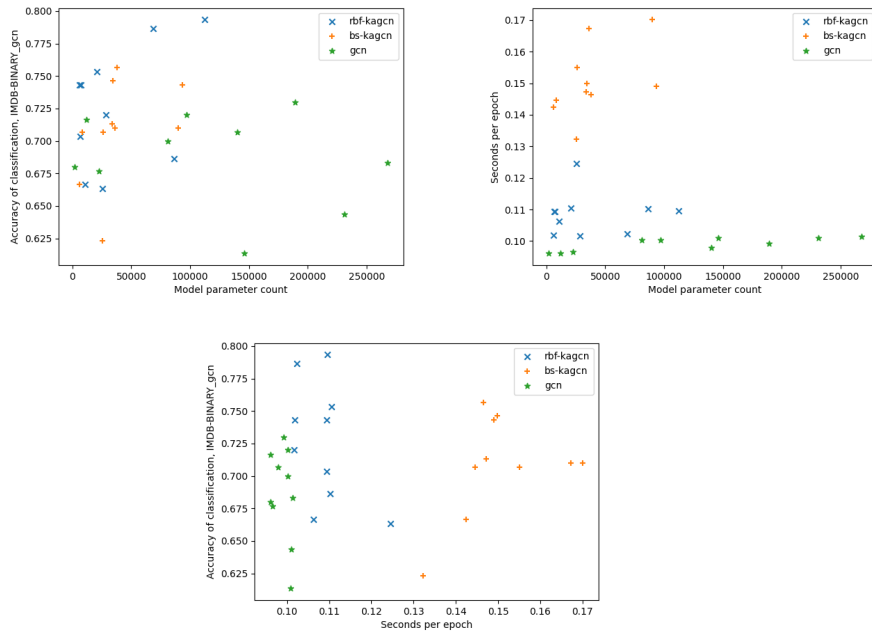 Accuracy of classification, IMDB-BINARY_gcn
0.800
0.775
0.750
0.725
0.700
0.675
0.650
0.625
rbf-kagcn
bs-kagcn
gcn
0
50000
100000
150000
200000
250000
Model parameter count
Seconds per epoch
0.17
0.16
0.15
0.14
0.13
0.12
0.11
0.10
rbf-kagcn
bs-kagcn
gcn
0
50000
100000
150000
200000
250000
Model parameter count
Accuracy of classification, IMDB-BINARY_gcn
0.800
0.775
0.750
0.725
0.700
0.675
0.650
0.625
rbf-kagcn
bs-kagcn
gcn
0.10
0.11
0.12
0.13
0.14
0.15
0.16
0.17
Seconds per epoch